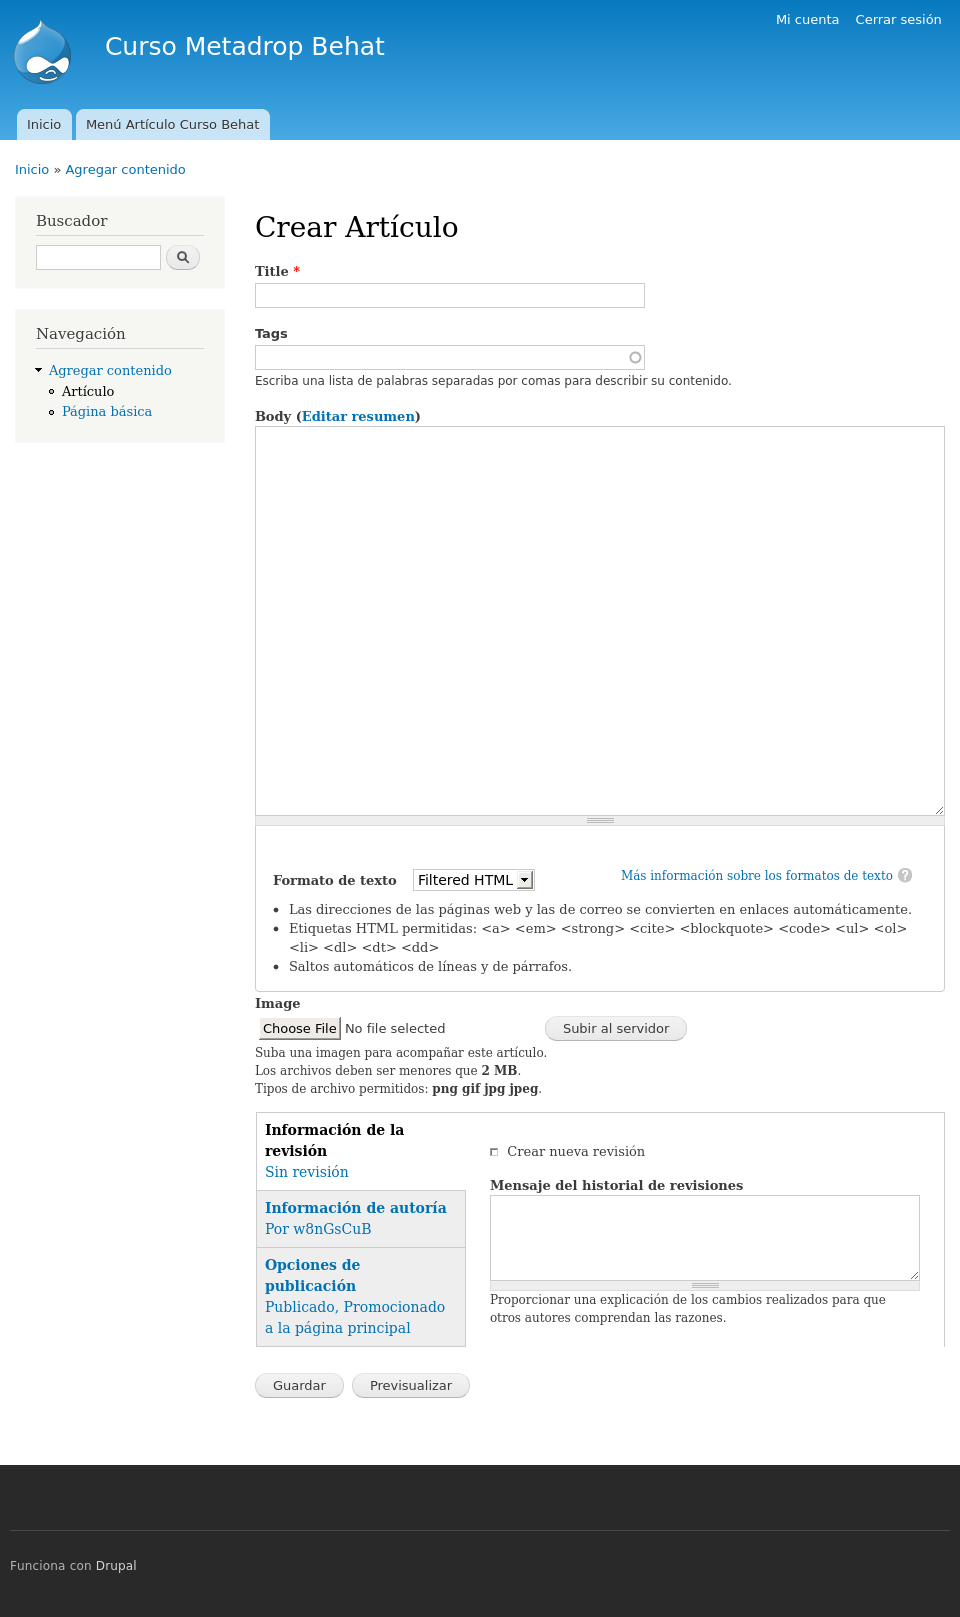 Mi cuenta Cerrar sesión
Curso Metadrop Behat
Inicio Menú Artículo Curso Behat
Inicio » Agregar contenido
Buscador
Navegación
Agregar contenido
Artículo
Página básica
Crear Artículo
Title *
Tags
Escriba una lista de palabras separadas por comas para describir su contenido.
Body (Editar resumen)
Formato de texto Filtered HTML Más información sobre los formatos de texto ?
• Las direcciones de las páginas web y las de correo se convierten en enlaces automáticamente.
• Etiquetas HTML permitidas: <a> <em> <strong> <cite> <blockquote> <code> <ul> <ol>
<li> <dl> <dt> <dd>
• Saltos automáticos de líneas y de párrafos.
Image
Choose File No file selected Subir al servidor
Suba una imagen para acompañar este artículo.
Los archivos deben ser menores que 2 MB.
Tipos de archivo permitidos: png gif jpg jpeg.
Información de la
revisión
Sin revisión
Información de autoría
Por w8nGsCuB
Opciones de
publicación
Publicado, Promocionado
a la página principal
Crear nueva revisión
Mensaje del historial de revisiones
Proporcionar una explicación de los cambios realizados para que
otros autores comprendan las razones.
Guardar Previsualizar
Funciona con Drupal